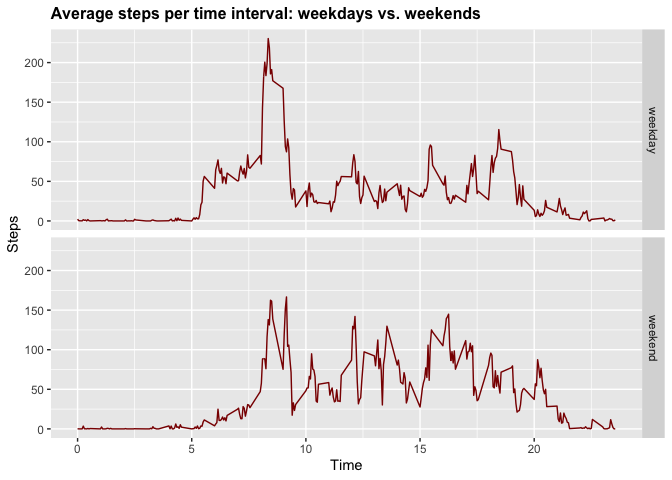 Average steps per time interval: weekdays vs. weekends
200
150
100
50
0
weekday
Steps
200
150
100
50
0
weekend
0 5 10 15 20
Time